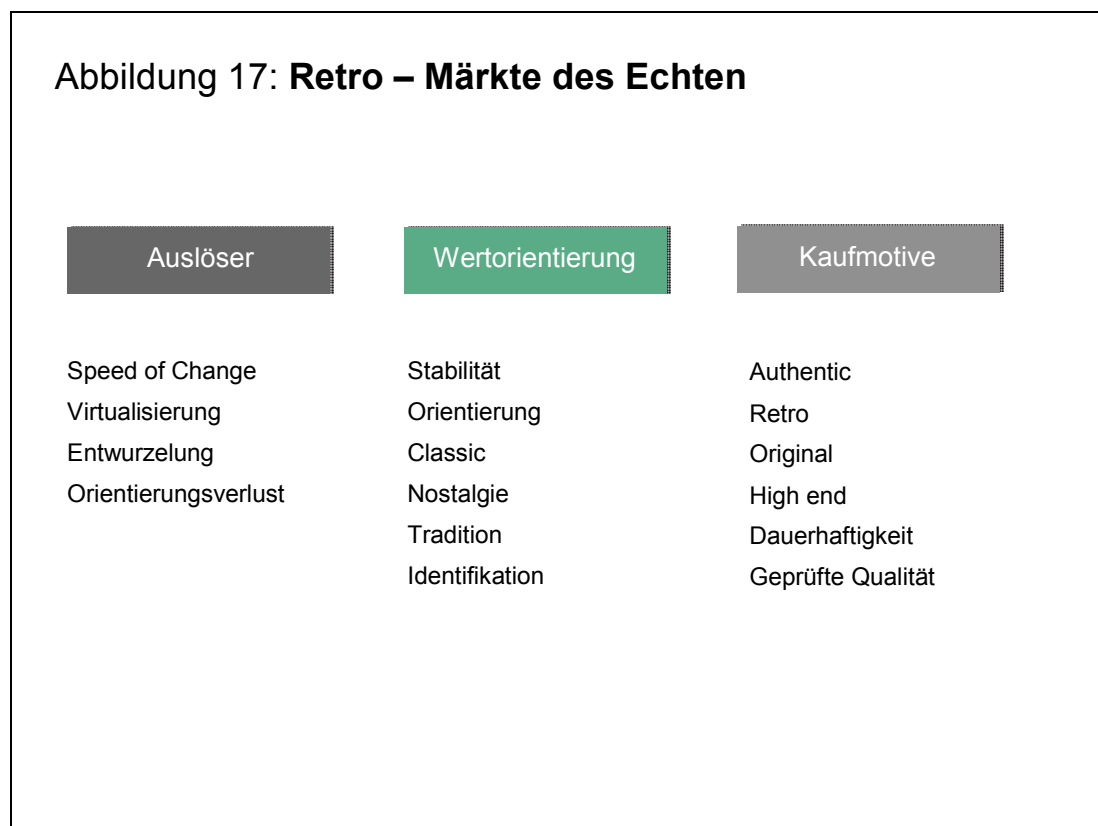 Abbildung 17: Retro – Märkte des Echten
Auslöser
Speed of Change
Virtualisierung
Entwurzelung
Orientierungsverlust
Wertorientierung
Stabilität
Orientierung
Classic
Nostalgie
Tradition
Identifikation
Kaufmotive
Authentic
Retro
Original
High end
Dauerhaftigkeit
Geprüfte Qualität